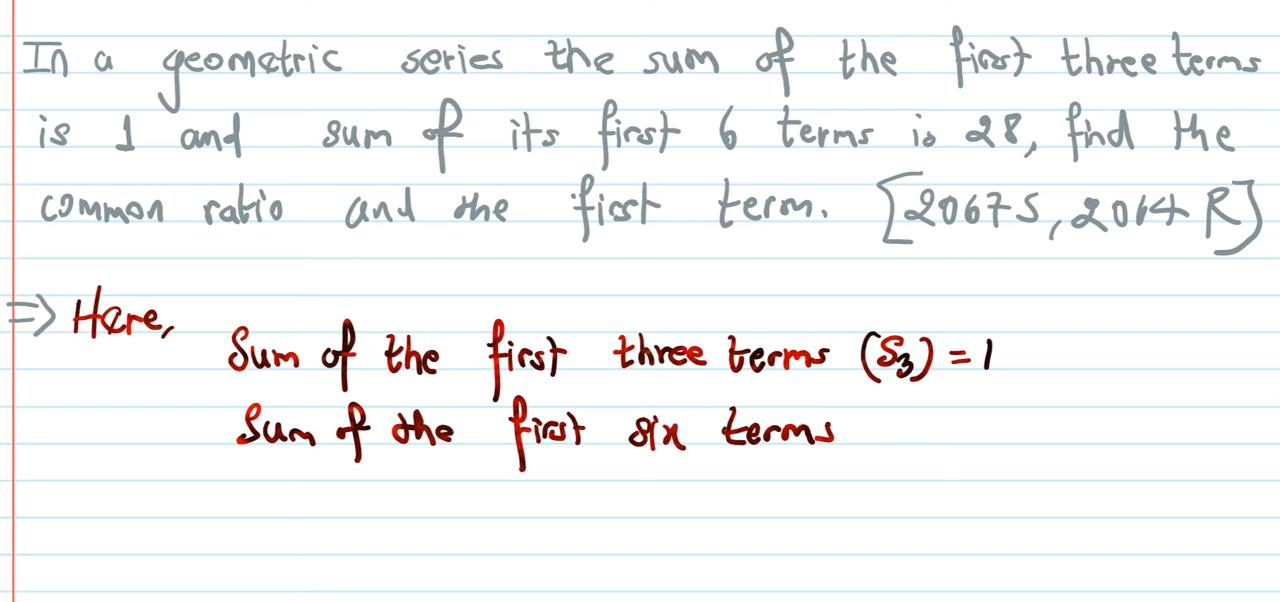 In a geometric series the sum of the first three terms
is 1 and sum of its first 6 terms is 28, find the
common ratio and the first term. [2067S, 2064 R]
=> Here,
Sum of the first three terms (S₃) = 1
Sum of the first six terms